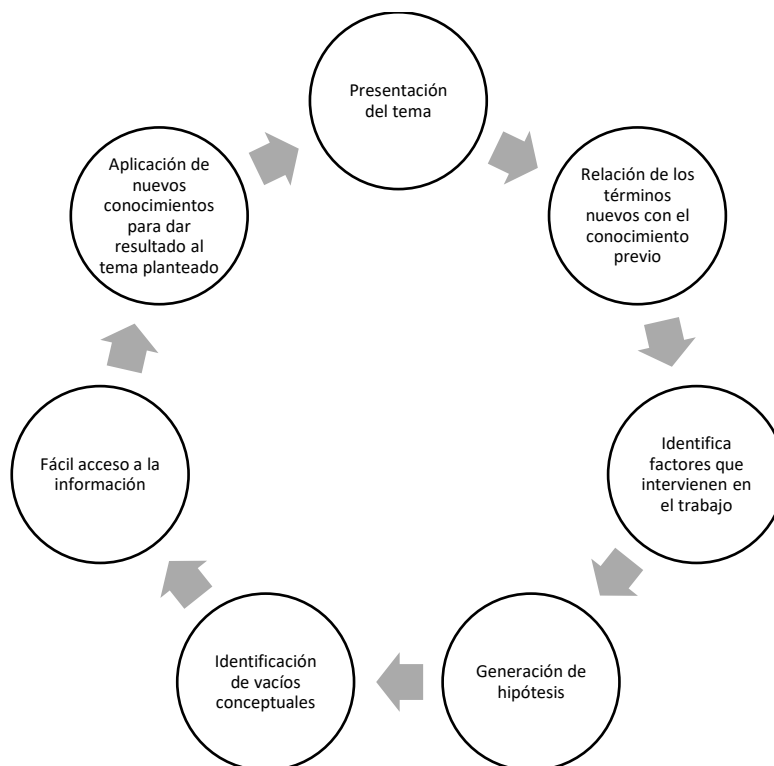 Presentación
del tema
Relación de los
términos nuevos con el
conocimiento
previo
Identifica
factores que
intervienen en
el trabajo
Generación de
hipótesis
Identificación
de vacíos
conceptuales
Fácil acceso a la
información
Aplicación de
nuevos
conocimientos
para dar
resultado al
tema planteado